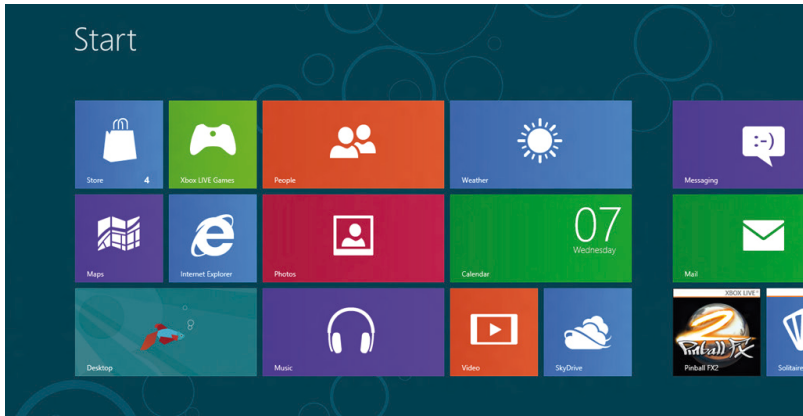 Start
Store 4
Xbox LIVE Games
People
Weather
Messaging
:-)
Maps
Internet Explorer
Photos
07
Wednesday
Calendar
Mail
Desktop
Music
Video
SkyDrive
XBOX LIVE
2
Pinball FX
Pinball FX2
Solitaire